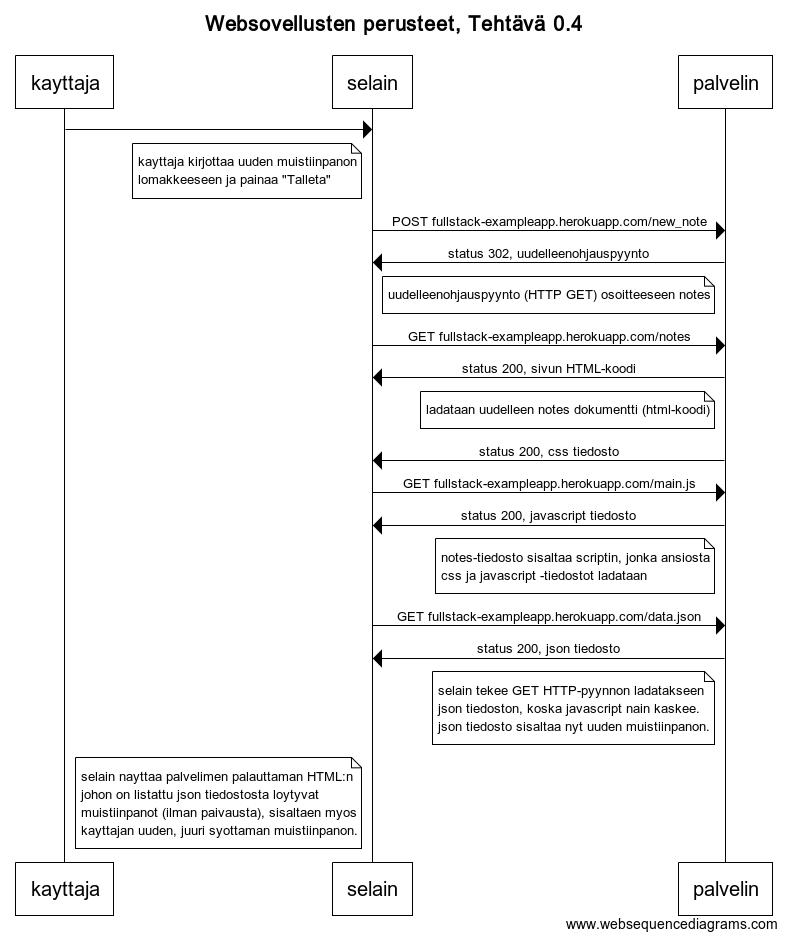 Websovellusten perusteet, Tehtävä 0.4
kayttaja
selain
palvelin
kayttaja kirjottaa uuden muistiinpanon
lomakkeeseen ja painaa "Talleta"
POST fullstack-exampleapp.herokuapp.com/new_note
status 302, uudelleenohjauspyynto
uudelleenohjauspyynto (HTTP GET) osoitteeseen notes
GET fullstack-exampleapp.herokuapp.com/notes
status 200, sivun HTML-koodi
ladataan uudelleen notes dokumentti (html-koodi)
status 200, css tiedosto
GET fullstack-exampleapp.herokuapp.com/main.js
status 200, javascript tiedosto
notes-tiedosto sisaltaa scriptin, jonka ansiosta
css ja javascript -tiedostot ladataan
GET fullstack-exampleapp.herokuapp.com/data.json
status 200, json tiedosto
selain tekee GET HTTP-pyynnon ladatakseen
json tiedoston, koska javascript nain kaskee.
json tiedosto sisaltaa nyt uuden muistiinpanon.
selain nayttaa palvelimen palauttaman HTML:n
johon on listattu json tiedostosta loytyvat
muistiinpanot (ilman paivausta), sisaltaen myos
kayttajan uuden, juuri syottaman muistiinpanon.
kayttaja
selain
palvelin
www.websequencediagrams.com